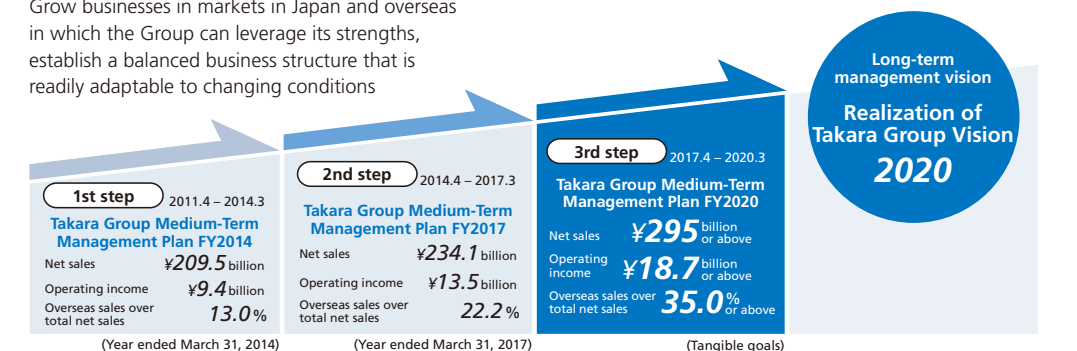 Grow businesses in markets in Japan and overseas
in which the Group can leverage its strengths,
establish a balanced business structure that is
readily adaptable to changing conditions
1st step 2011.4 – 2014.3
Takara Group Medium-Term
Management Plan FY2014
Net sales ¥209.5 billion
Operating income ¥9.4 billion
Overseas sales over
total net sales 13.0 %
(Year ended March 31, 2014)
2nd step 2014.4 – 2017.3
Takara Group Medium-Term
Management Plan FY2017
Net sales ¥234.1 billion
Operating income ¥13.5 billion
Overseas sales over
total net sales 22.2 %
(Year ended March 31, 2017)
3rd step 2017.4 – 2020.3
Takara Group Medium-Term
Management Plan FY2020
Net sales ¥295 billion
or above
Operating
income ¥18.7 billion
or above
Overseas sales over
total net sales 35.0 %
or above
(Tangible goals)
Long-term
management vision
Realization of
Takara Group Vision
2020